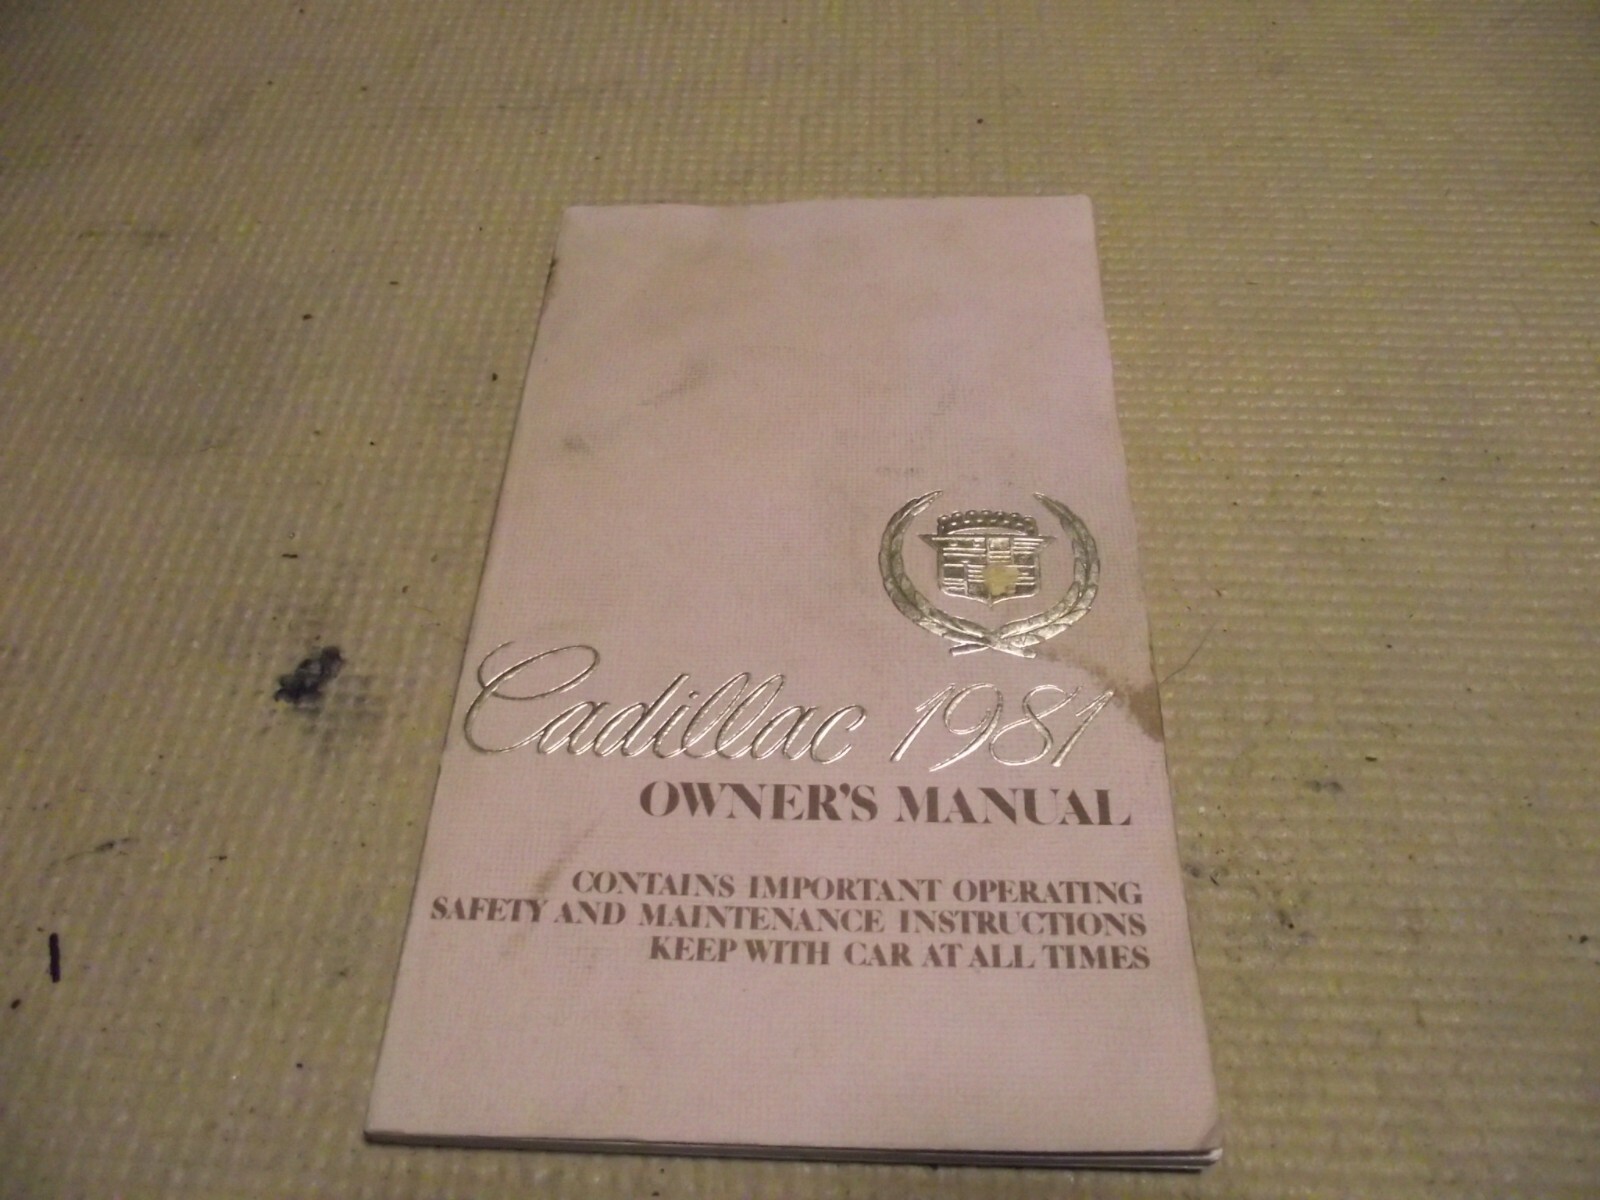 Cadillac 1981
OWNER'S MANUAL
CONTAINS IMPORTANT OPERATING
SAFETY AND MAINTENANCE INSTRUCTIONS
KEEP WITH CAR AT ALL TIMES